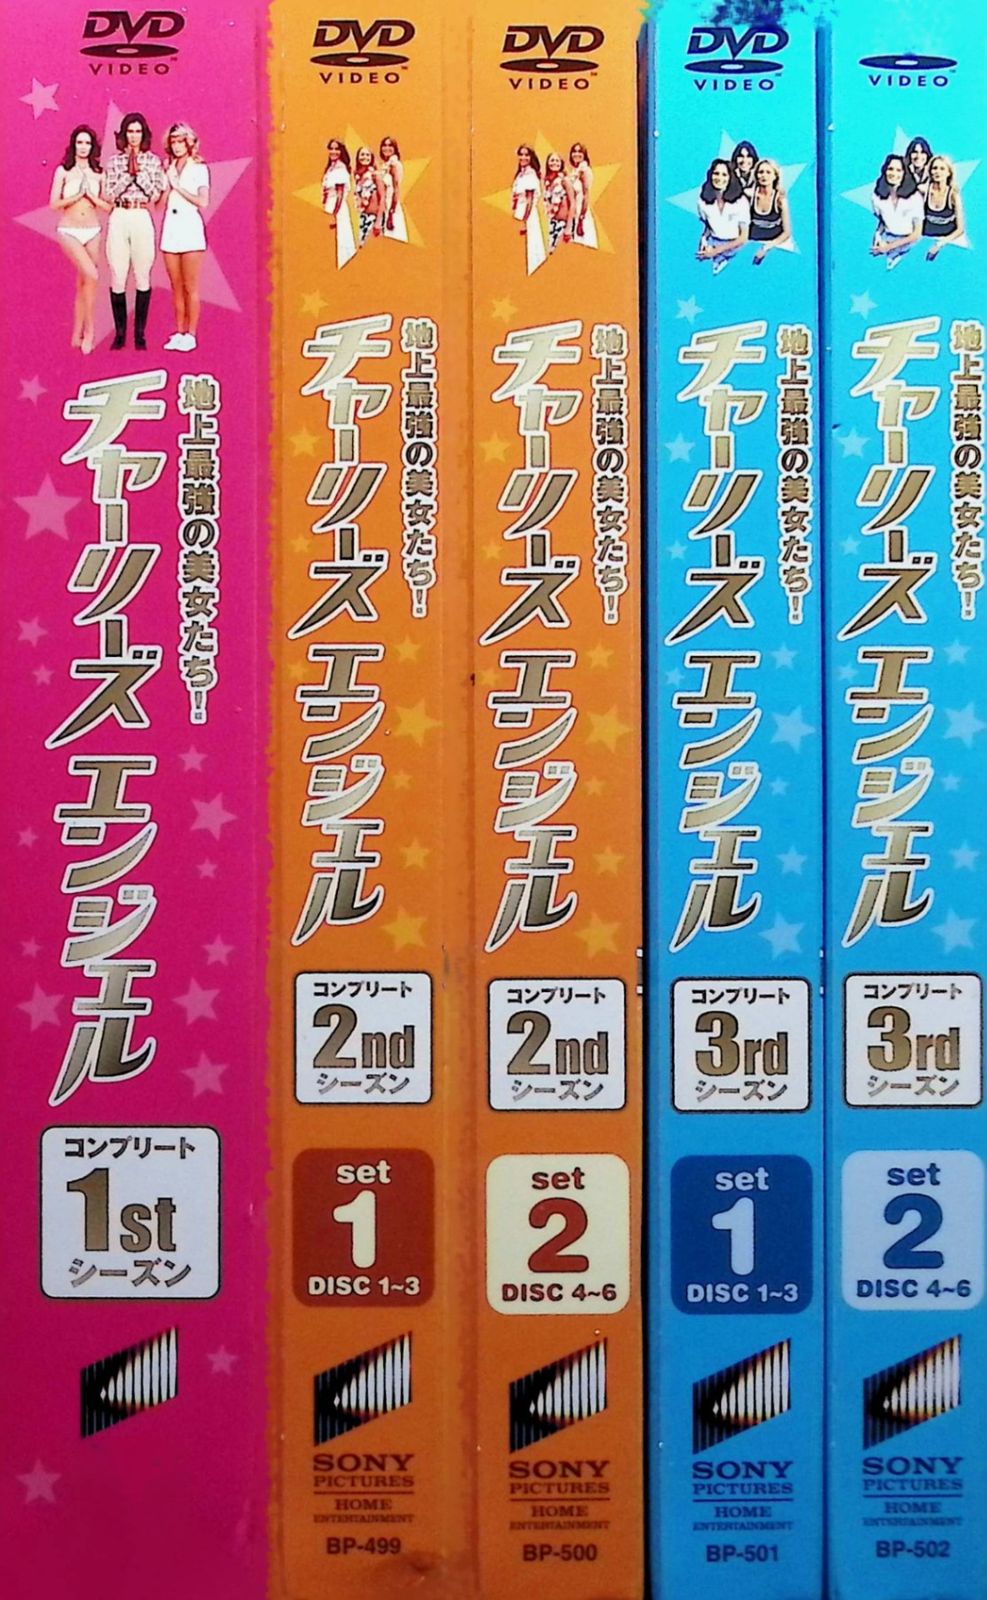 DVD
VIDEO™
地上最強の美女たち!
チャーリーズ エンジェル
コンプリート
1st
シーズン
DVD
VIDEO™
地上最強の美女たち!
チャーリーズ エンジェル
コンプリート
2nd
シーズン
set
1
DISC 1~3
SONY
PICTURES
HOME
ENTERTAINMENT
BP-499
DVD
VIDEO™
地上最強の美女たち!
チャーリーズ エンジェル
コンプリート
2nd
シーズン
set
2
DISC 4~6
SONY
PICTURES
HOME
ENTERTAINMENT
BP-500
DVD
VIDEO™
地上最強の美女たち!
チャーリーズ エンジェル
コンプリート
3rd
シーズン
set
1
DISC 1~3
SONY
PICTURES
HOME
ENTERTAINMENT
BP-501
VIDEO™
地上最強の美女たち!
チャーリーズ エンジェル
コンプリート
3rd
シーズン
set
2
DISC 4~6
SONY
PICTURES
HOME
ENTERTAINMENT
BP-502